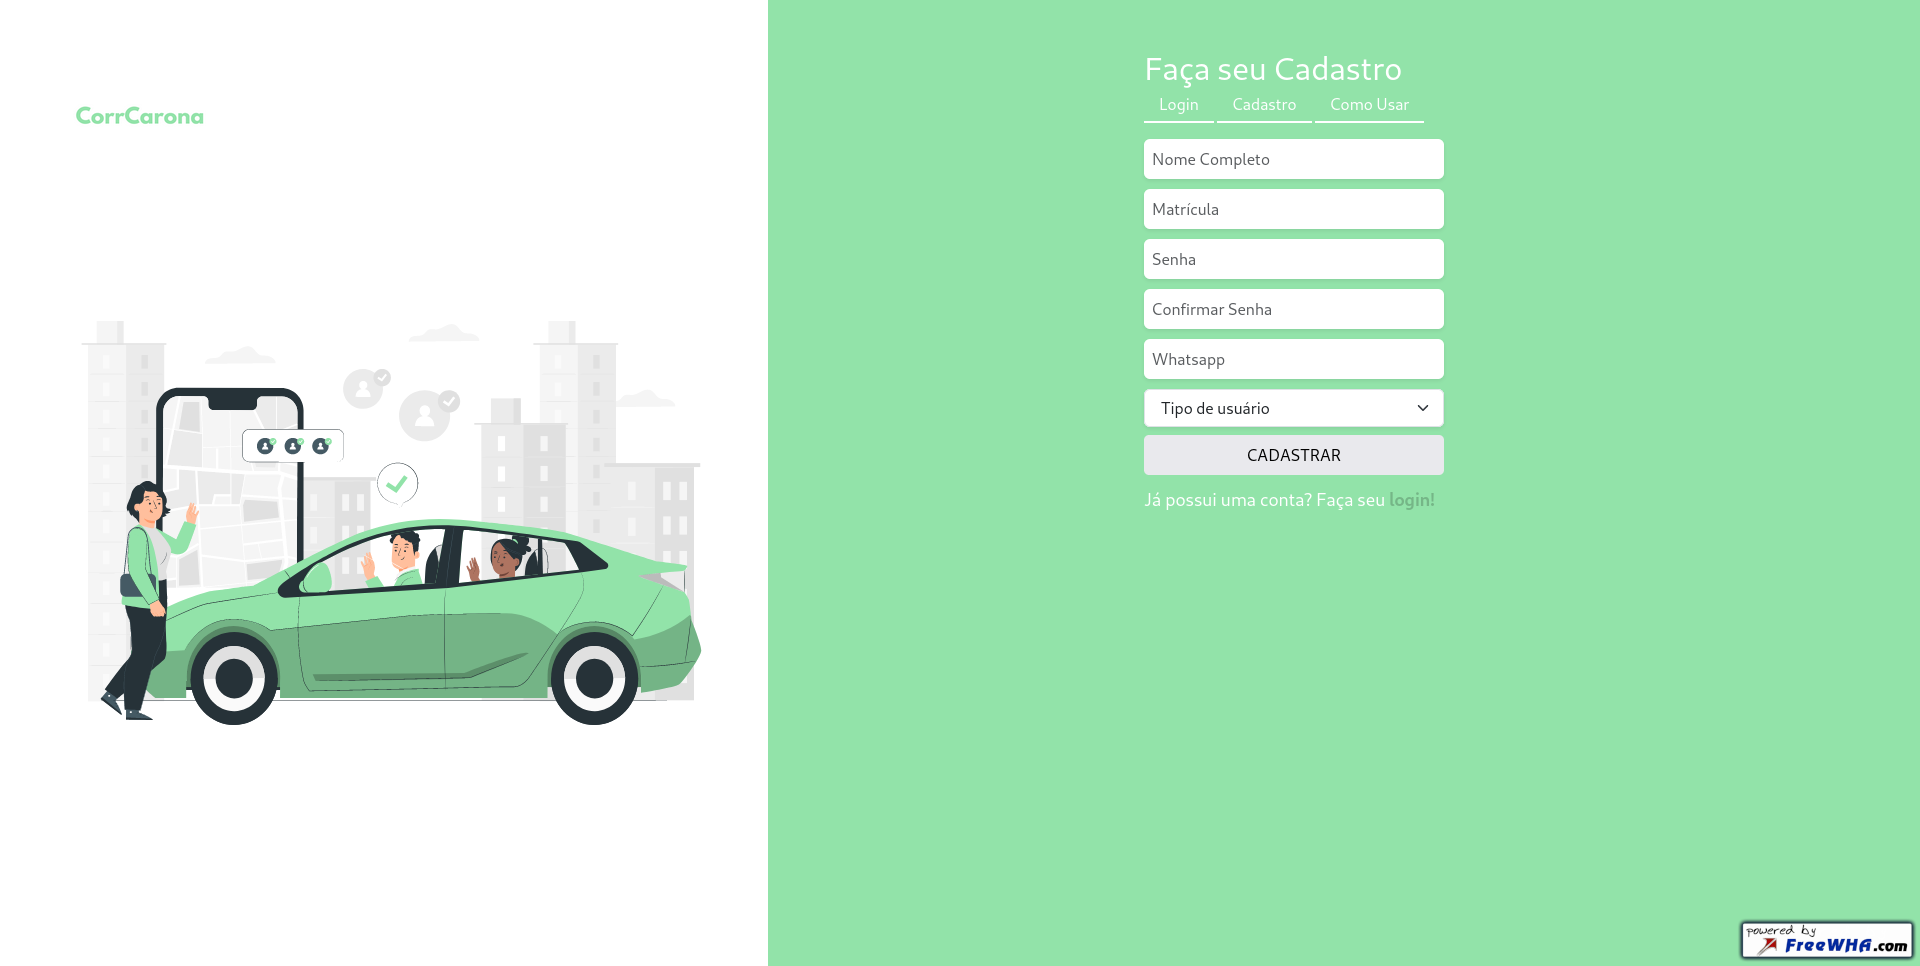 CorrCarona
Faça seu Cadastro
Login Cadastro Como Usar
Nome Completo
Matrícula
Senha
Confirmar Senha
Whatsapp
Tipo de usuário
CADASTRAR
Já possui uma conta? Faça seu login!
powered by
FreeWHA.com